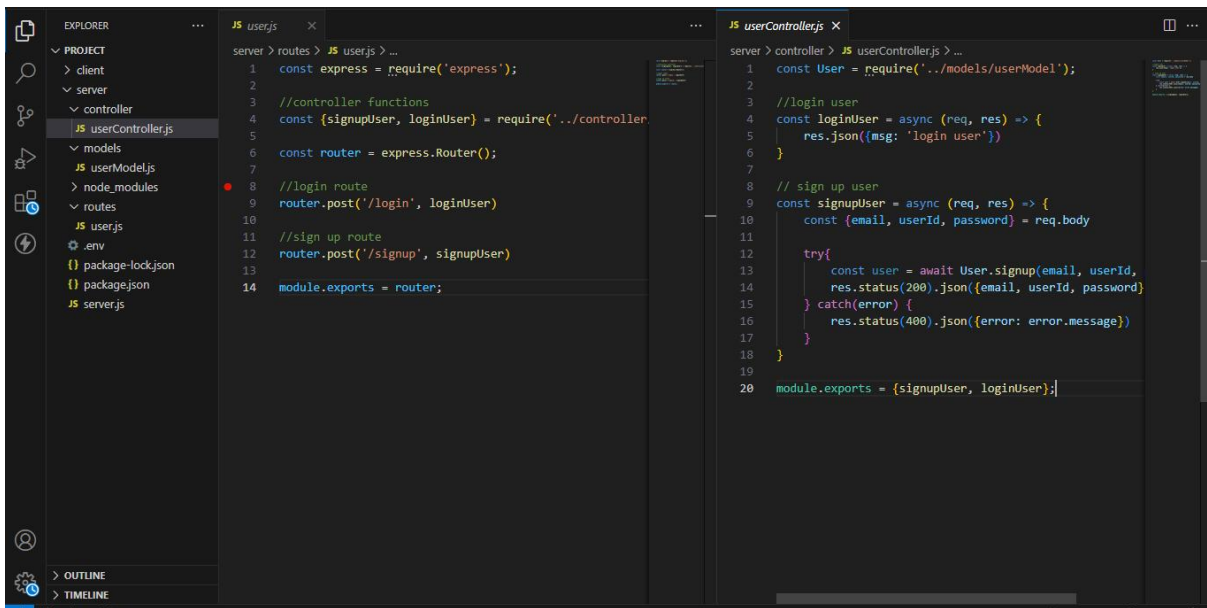 EXPLORER
PROJECT
client
server
controller
JS userController.js
models
JS userModel.js
node_modules
routes
JS user.js
.env
{} package-lock.json
{} package.json
JS server.js
OUTLINE
TIMELINE
JS user.js
server > routes > JS user.js > ...
1 const express = require('express');
2
3 //controller functions
4 const {signupUser, loginUser} = require('../controller
5
6 const router = express.Router();
7
8 //login route
9 router.post('/login', loginUser)
10
11 //sign up route
12 router.post('/signup', signupUser)
13
14 module.exports = router;
JS userController.js
server > controller > JS userController.js > ...
1 const User = require('../models/userModel');
2
3 //login user
4 const loginUser = async (req, res) => {
5 res.json({msg: 'login user'})
6 }
7
8 // sign up user
9 const signupUser = async (req, res) => {
10 const {email, userId, password} = req.body
11
12 try{
13 const user = await User.signup(email, userId,
14 res.status(200).json({email, userId, password}
15 } catch(error) {
16 res.status(400).json({error: error.message})
17 }
18 }
19
20 module.exports = {signupUser, loginUser};